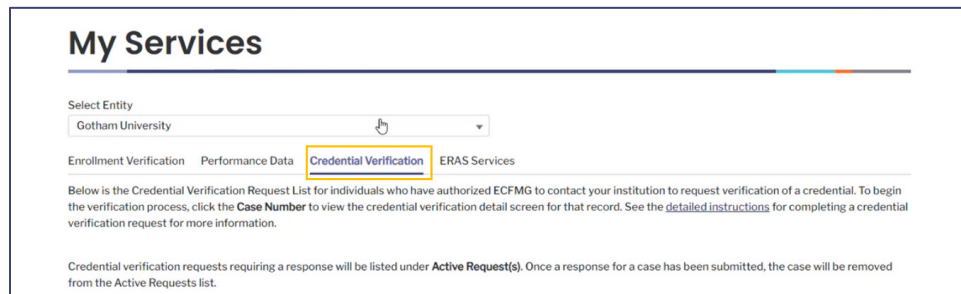 My Services
Select Entity
Gotham University
Enrollment Verification Performance Data Credential Verification ERAS Services
Below is the Credential Verification Request List for individuals who have authorized ECFMG to contact your institution to request verification of a credential. To begin
the verification process, click the Case Number to view the credential verification detail screen for that record. See the detailed instructions for completing a credential
verification request for more information.
Credential verification requests requiring a response will be listed under Active Request(s). Once a response for a case has been submitted, the case will be removed
from the Active Requests list.